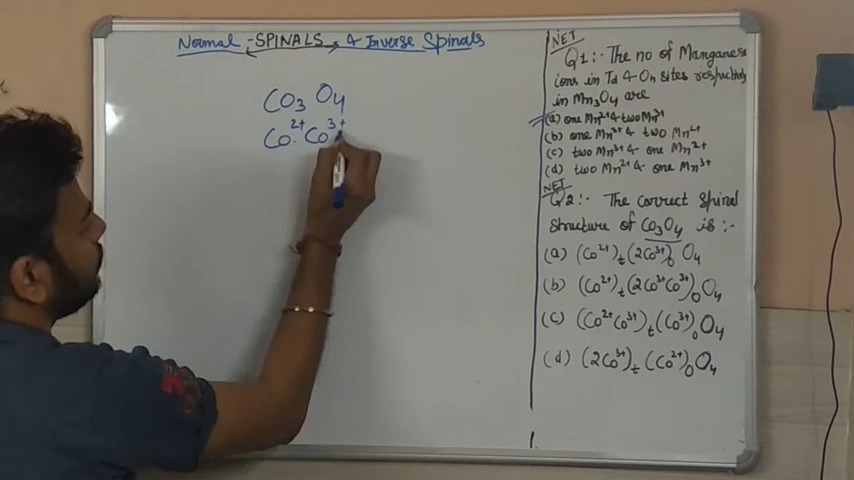 Normal - SPINALS & Inverse Spinals
CO3 O4
Co2+ Co3+
NET
Q1:- The no of Manganese
ions in Td & Oh sites respectively
in Mn3O4 are
(a) one Mn2+ & two Mn3+
(b) one Mn3+ & two Mn2+
(c) two Mn3+ & one Mn2+
(d) two Mn2+ & one Mn3+
NET
Q2:- The correct spinal
structure of Co3O4 is :-
(a) (Co2+)t (2Co3+)o O4
(b) (Co2+)t (2Co3+Co3+)o O4
(c) (Co2+Co3+)t (Co3+)o O4
(d) (2Co3+)t (Co2+)o O4